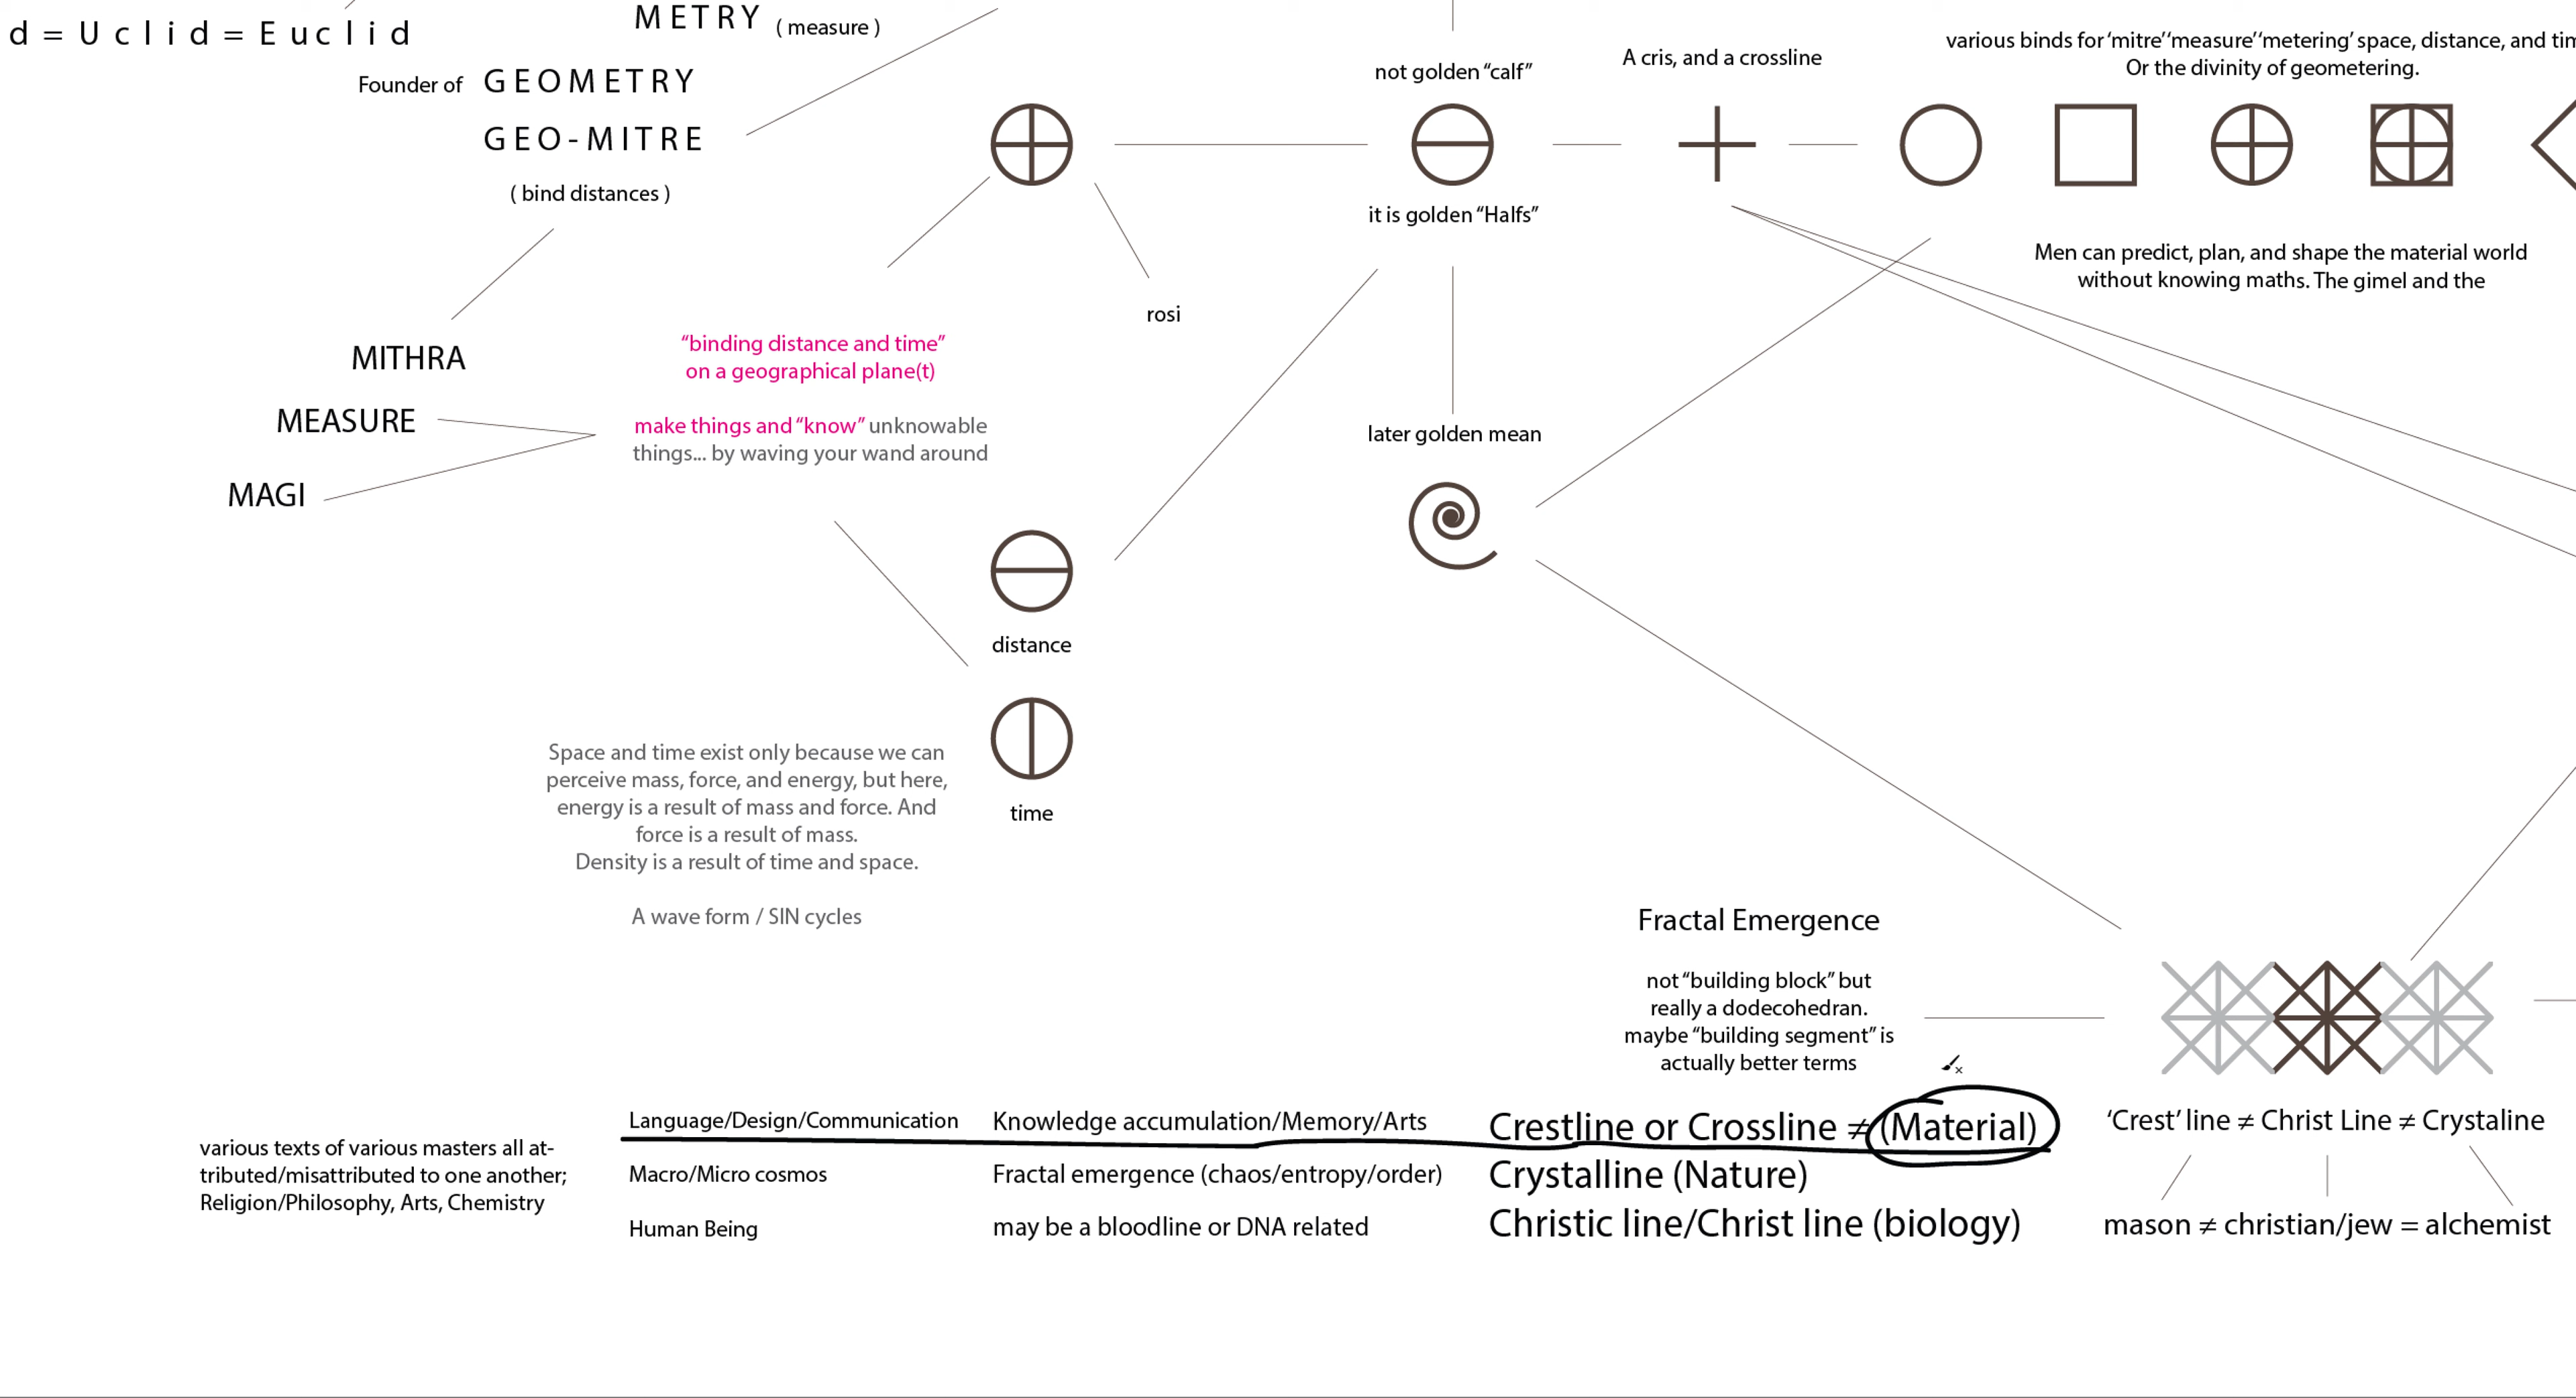 d = U c l i d = E u c l i d
METRY ( measure )
Founder of GEOMETRY
GEO-MITRE
( bind distances )
MITHRA
MEASURE
MAGI
"binding distance and time"
on a geographical plane(t)
make things and "know" unknowable
things... by waving your wand around
rosi
not golden "calf"
it is golden "Halfs"
later golden mean
A cris, and a crossline
various binds for 'mitre' 'measure' 'metering' space, distance, and
Or the divinity of geometering.
Men can predict, plan, and shape the material world
without knowing maths. The gimel and the
distance
time
Space and time exist only because we can
perceive mass, force, and energy, but here,
energy is a result of mass and force. And
force is a result of mass.
Density is a result of time and space.
A wave form / SIN cycles
Fractal Emergence
not "building block" but
really a dodecohedran.
maybe "building segment" is
actually better terms
various texts of various masters all at-
tributed/misattributed to one another;
Religion/Philosophy, Arts, Chemistry
Language/Design/Communication Knowledge accumulation/Memory/Arts Crestline or Crossline ≠ (Material)
Macro/Micro cosmos Fractal emergence (chaos/entropy/order) Crystalline (Nature)
Human Being may be a bloodline or DNA related Christic line/Christ line (biology)
'Crest' line ≠ Christ Line ≠ Crystaline
mason ≠ christian/jew = alchemist